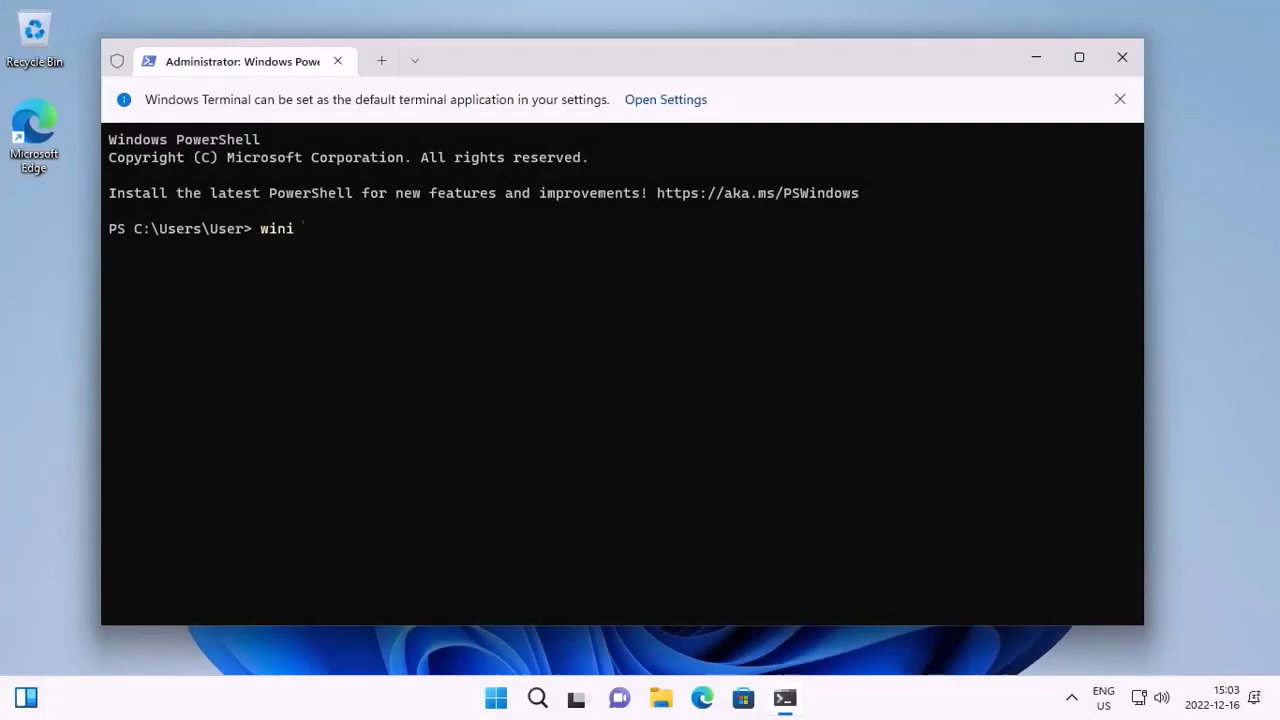 Recycle Bin
Microsoft
Edge
Administrator: Windows Powe
Windows Terminal can be set as the default terminal application in your settings. Open Settings
Windows PowerShell
Copyright (C) Microsoft Corporation. All rights reserved.
Install the latest PowerShell for new features and improvements! https://aka.ms/PSWindows
PS C:\Users\User> wini
ENG
US
15:03
2022-12-16